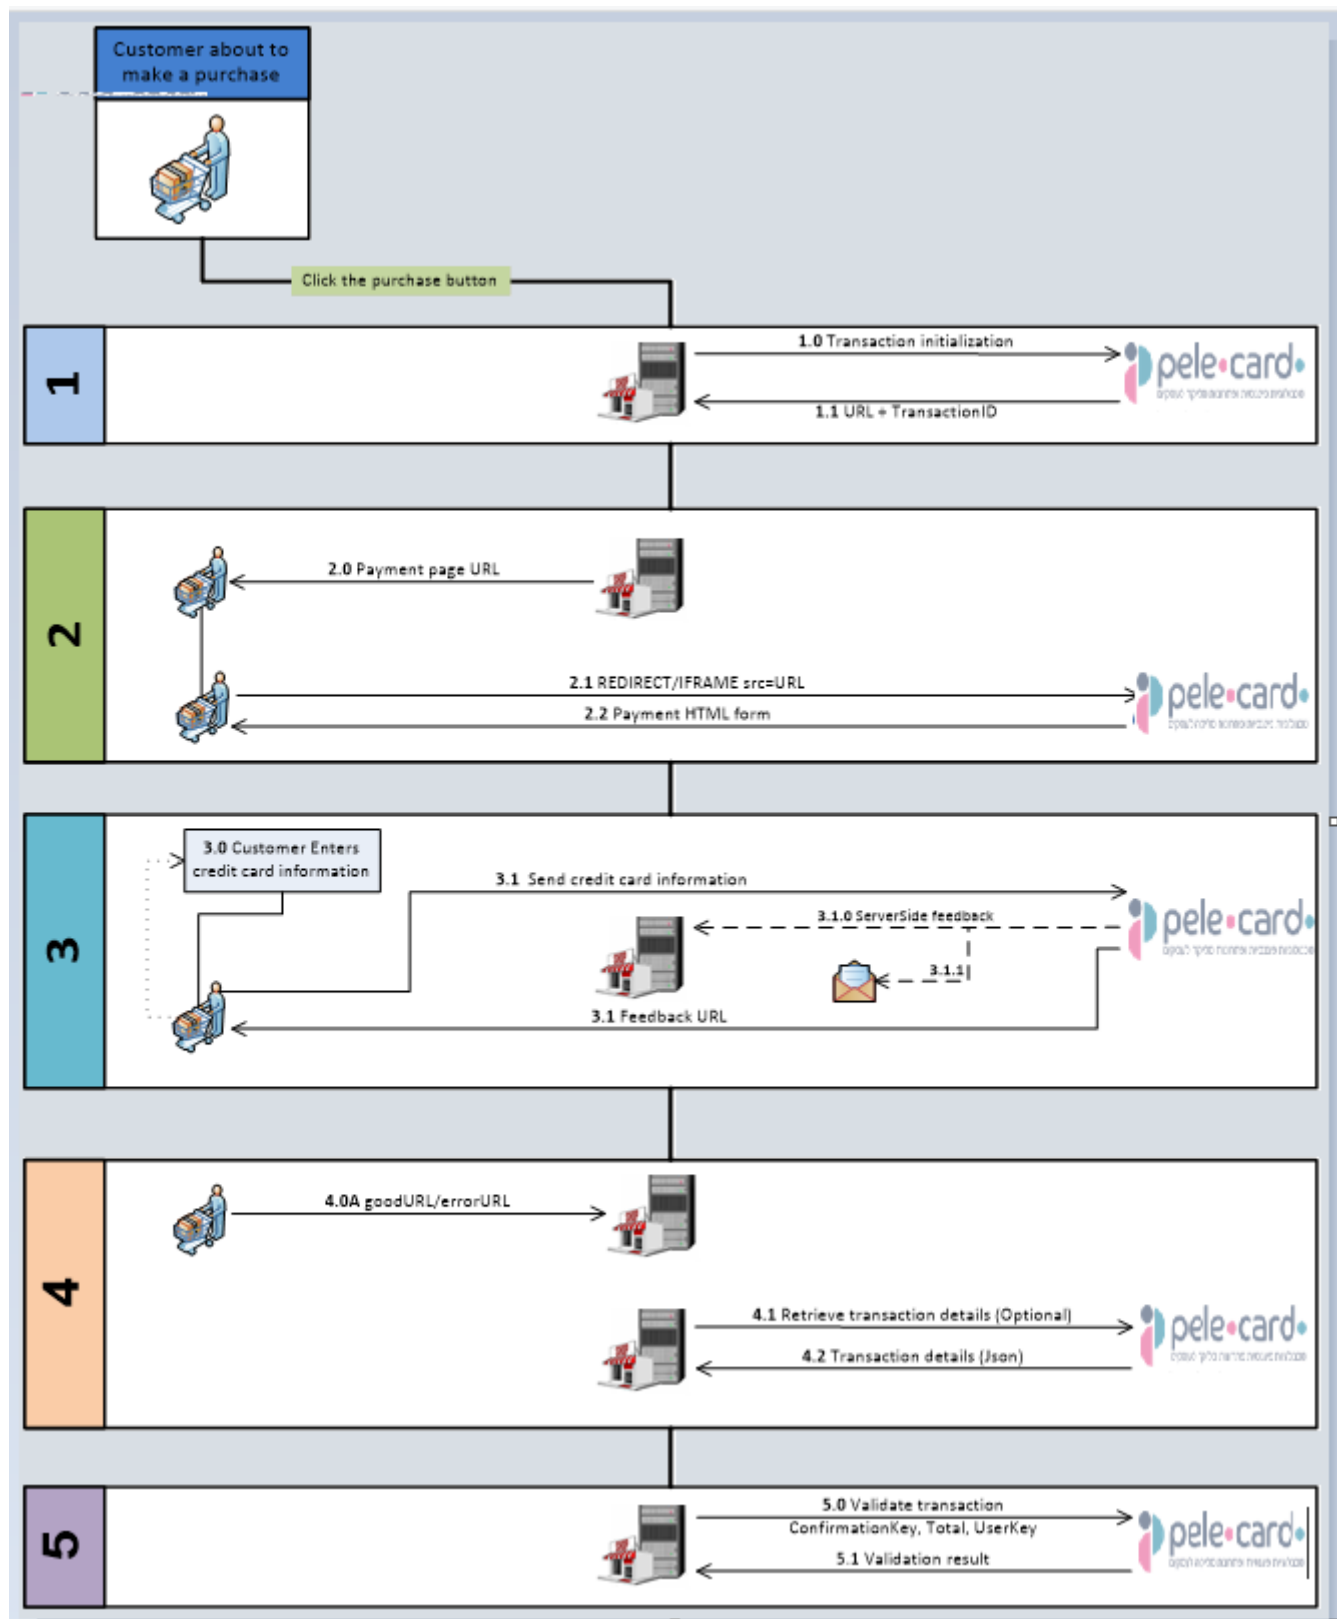 Customer about to
make a purchase
Click the purchase button
1
1.0 Transaction initialization
pele•card•
1.1 URL + TransactionID
2
2.0 Payment page URL
2.1 REDIRECT/IFRAME src=URL
pele•card•
2.2 Payment HTML form
3
3.0 Customer Enters
credit card information
3.1 Send credit card information
3.1.0 ServerSide feedback
pele•card•
3.1.1
3.1 Feedback URL
4
4.0A goodURL/errorURL
4.1 Retrieve transaction details (Optional)
pele•card•
4.2 Transaction details (Json)
5
5.0 Validate transaction
ConfirmationKey, Total, UserKey
pele•card•
5.1 Validation result